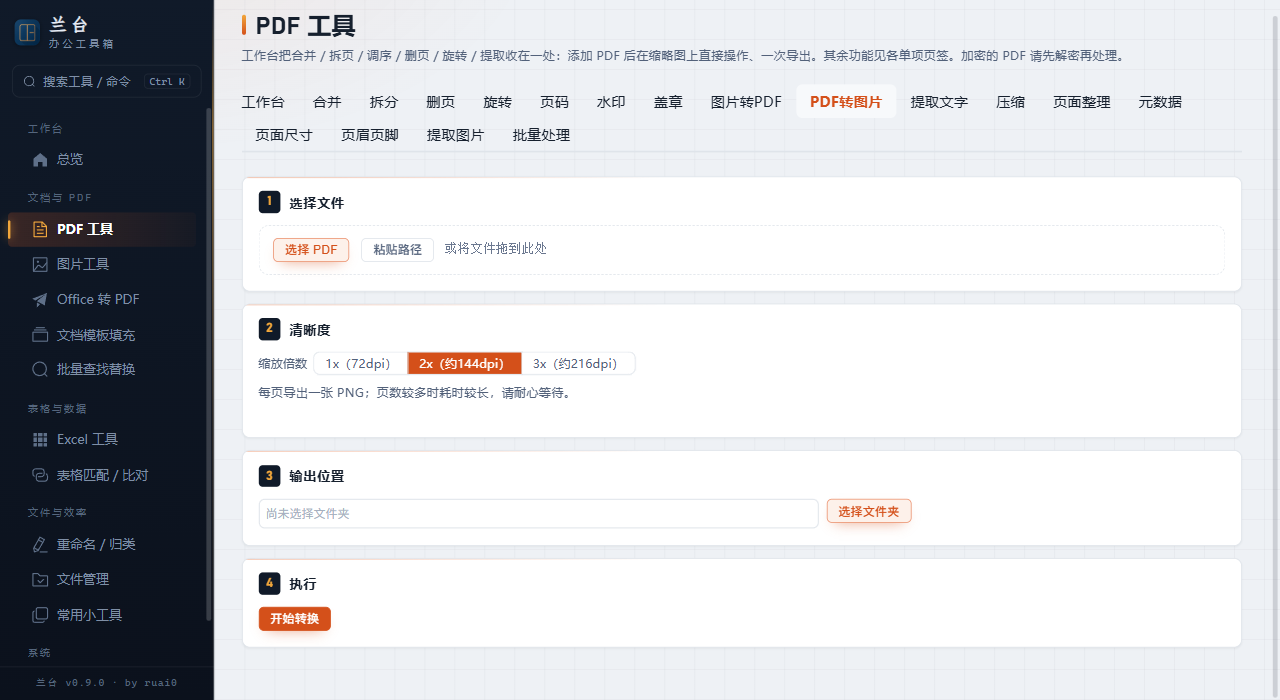 兰台
办公工具箱
搜索工具 / 命令 Ctrl K
工作台
总览
文档与 PDF
PDF 工具
图片工具
Office 转 PDF
文档模板填充
批量查找替换
表格与数据
Excel 工具
表格匹配 / 比对
文件与效率
重命名 / 归类
文件管理
常用小工具
系统
兰台 v0.9.0 · by ruai0
PDF 工具
工作台把合并 / 拆页 / 调序 / 删页 / 旋转 / 提取收在一处：添加 PDF 后在缩略图上直接操作、一次导出。其余功能见各单项页签。加密的 PDF 请先解密再处理。
工作台 合并 拆分 删页 旋转 页码 水印 盖章 图片转PDF PDF转图片 提取文字 压缩 页面整理 元数据
页面尺寸 页眉页脚 提取图片 批量处理
1 选择文件
选择 PDF 粘贴路径 或将文件拖到此处
2 清晰度
缩放倍数 1x（72dpi） 2x（约144dpi） 3x（约216dpi）
每页导出一张 PNG；页数较多时耗时较长，请耐心等待。
3 输出位置
尚未选择文件夹 选择文件夹
4 执行
开始转换